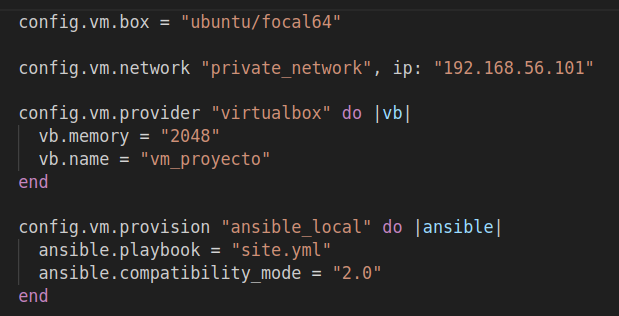 config.vm.box = "ubuntu/focal64"
config.vm.network "private_network", ip: "192.168.56.101"
config.vm.provider "virtualbox" do |vb|
vb.memory = "2048"
vb.name = "vm_proyecto"
end
config.vm.provision "ansible_local" do |ansible|
ansible.playbook = "site.yml"
ansible.compatibility_mode = "2.0"
end